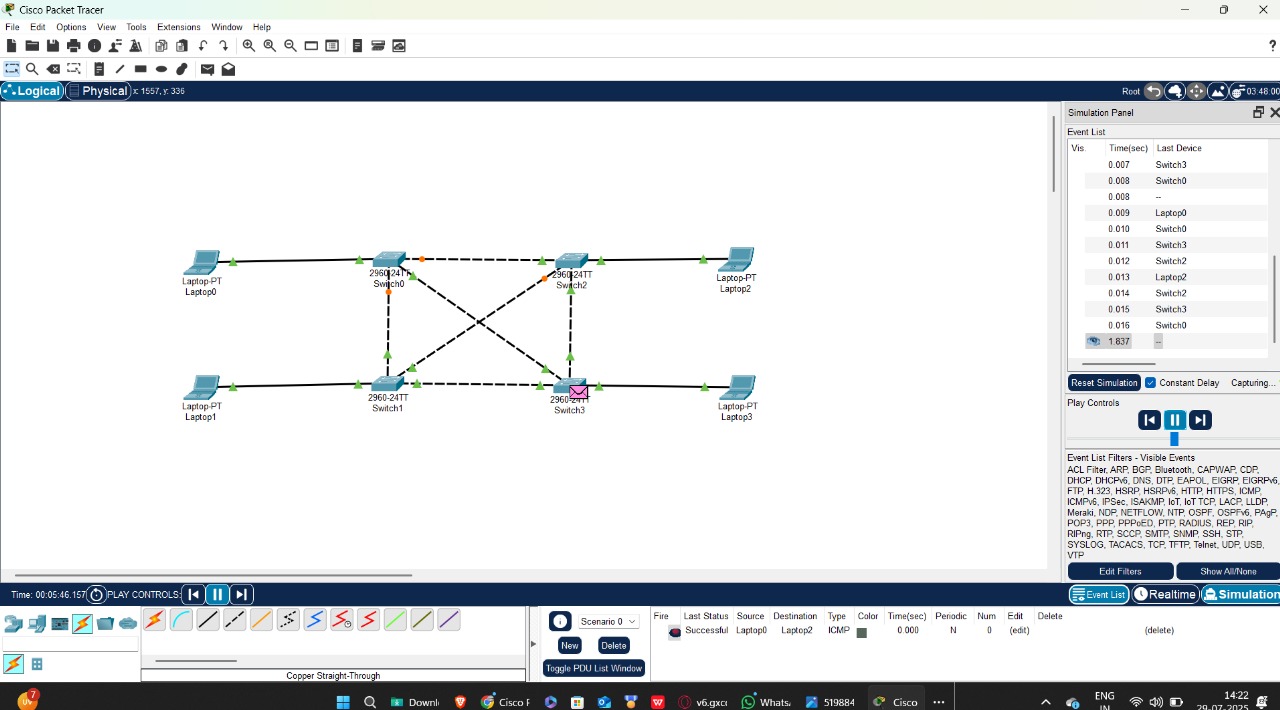 Cisco Packet Tracer
File Edit Options View Tools Extensions Window Help
?
Logical Physical x: 1557, y: 336
Root 03:48:00
Simulation Panel
Event List
Vis. Time(sec) Last Device
0.007 Switch3
0.008 Switch0
0.008 --
0.009 Laptop0
0.010 Switch0
0.011 Switch3
0.012 Switch2
0.013 Laptop2
0.014 Switch2
0.015 Switch3
0.016 Switch0
1.837 --
Reset Simulation Constant Delay Capturing...
Play Controls
Event List Filters - Visible Events
ACL Filter, ARP, BGP, Bluetooth, CAPWAP, CDP,
DHCP, DHCPv6, DNS, DTP, EAPOL, EIGRP, EIGRPv6,
FTP, H.323, HSRP, HSRPv6, HTTP, HTTPS, ICMP,
ICMPv6, IPSec, ISAKMP, IoT, IoT TCP, LACP, LLDP,
Meraki, NDP, NETFLOW, NTP, OSPF, OSPFv6, PAgP,
POP3, PPP, PPPoED, PTP, RADIUS, REP, RIP,
RIPng, RTP, SCCP, SMTP, SNMP, SSH, STP,
SYSLOG, TACACS, TCP, TFTP, Telnet, UDP, USB,
VTP
Edit Filters Show All/None
Event List Realtime Simulation
Laptop-PT
Laptop0
2960-24TT
Switch0
2960-24TT
Switch2
Laptop-PT
Laptop2
Laptop-PT
Laptop1
2960-24TT
Switch1
2960-24TT
Switch3
Laptop-PT
Laptop3
Time: 00:05:46.157 PLAY CONTROLS:
Copper Straight-Through
Scenario 0
New Delete
Toggle PDU List Window
Fire Last Status Source Destination Type Color Time(sec) Periodic Num Edit Delete
Successful Laptop0 Laptop2 ICMP 0.000 N 0 (edit) (delete)
7
Downl
Cisco F
v6.gxc
Whats
519884
Cisco
ENG
IN
14:22
29-07-2025